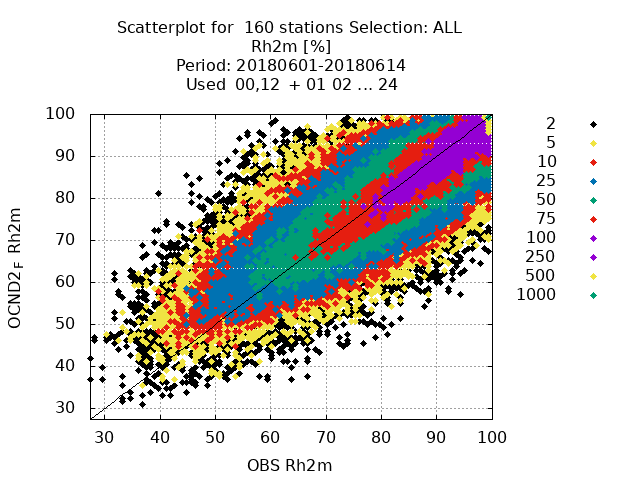 Scatterplot for 160 stations Selection: ALL
Rh2m [%]
Period: 20180601-20180614
Used 00,12 + 01 02 ... 24
100
90
80
70
60
50
40
30
OCND2_F Rh2m
30 40 50 60 70 80 90 100
OBS Rh2m
2
5
10
25
50
75
100
250
500
1000